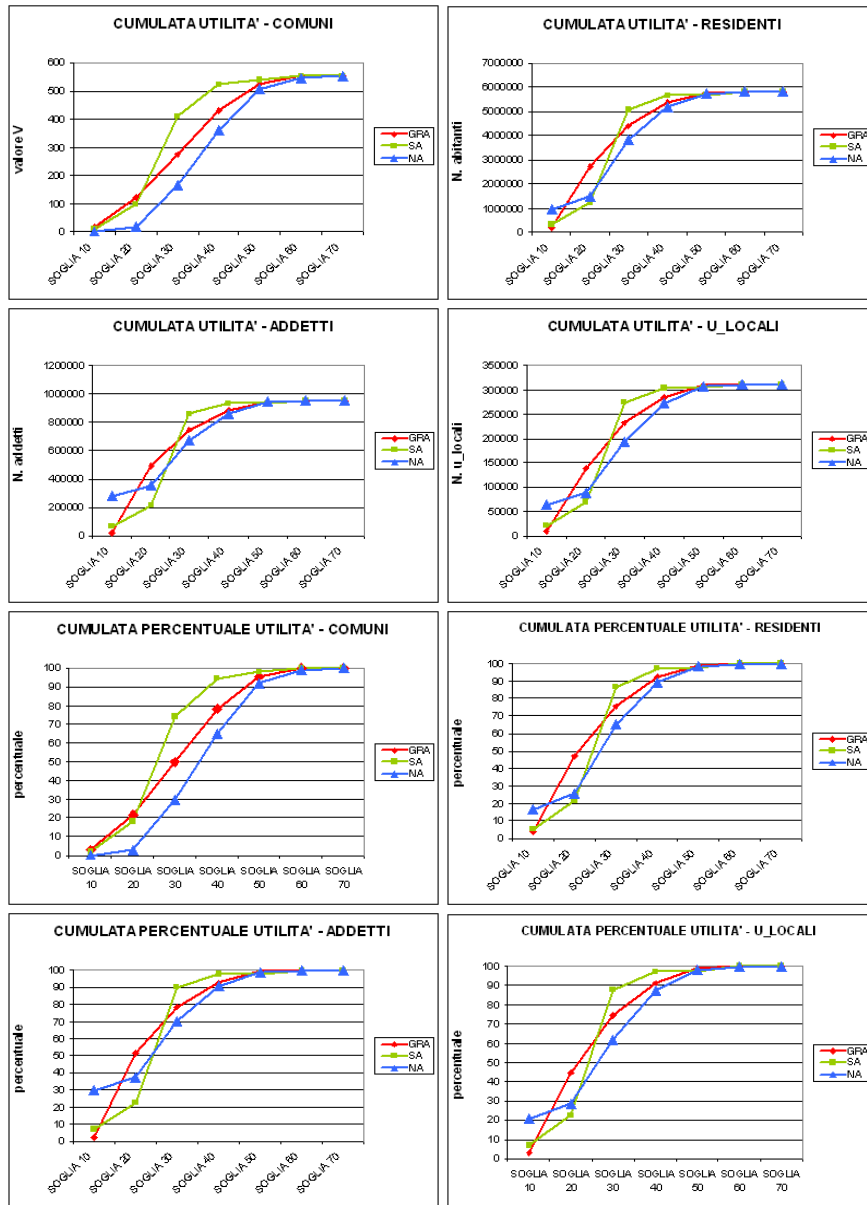 CUMULATA UTILITA' - COMUNI
valore V
600
500
400
300
200
100
0
SOGLIA 10
SOGLIA 20
SOGLIA 30
SOGLIA 40
SOGLIA 50
SOGLIA 60
SOGLIA 70
GRA
SA
NA
CUMULATA UTILITA' - RESIDENTI
N. abitanti
7000000
6000000
5000000
4000000
3000000
2000000
1000000
0
SOGLIA 10
SOGLIA 20
SOGLIA 30
SOGLIA 40
SOGLIA 50
SOGLIA 60
SOGLIA 70
GRA
SA
NA
CUMULATA UTILITA' - ADDETTI
N. addetti
1200000
1000000
800000
600000
400000
200000
0
SOGLIA 10
SOGLIA 20
SOGLIA 30
SOGLIA 40
SOGLIA 50
SOGLIA 60
SOGLIA 70
GRA
SA
NA
CUMULATA UTILITA' - U_LOCALI
N. u_locali
350000
300000
250000
200000
150000
100000
50000
0
SOGLIA 10
SOGLIA 20
SOGLIA 30
SOGLIA 40
SOGLIA 50
SOGLIA 60
SOGLIA 70
GRA
SA
NA
CUMULATA PERCENTUALE UTILITA' - COMUNI
percentuale
100
90
80
70
60
50
40
30
20
10
0
SOGLIA SOGLIA SOGLIA SOGLIA SOGLIA SOGLIA SOGLIA
10 20 30 40 50 60 70
GRA
SA
NA
CUMULATA PERCENTUALE UTILITA' - RESIDENTI
percentuale
100
90
80
70
60
50
40
30
20
10
0
SOGLIA 10
SOGLIA 20
SOGLIA 30
SOGLIA 40
SOGLIA 50
SOGLIA 60
SOGLIA 70
GRA
SA
NA
CUMULATA PERCENTUALE UTILITA' - ADDETTI
percentuale
100
90
80
70
60
50
40
30
20
10
0
SOGLIA 10
SOGLIA 20
SOGLIA 30
SOGLIA 40
SOGLIA 50
SOGLIA 60
SOGLIA 70
GRA
SA
NA
CUMULATA PERCENTUALE UTILITA' - U_LOCALI
percentuale
100
90
80
70
60
50
40
30
20
10
0
SOGLIA SOGLIA SOGLIA SOGLIA SOGLIA SOGLIA SOGLIA
10 20 30 40 50 60 70
GRA
SA
NA